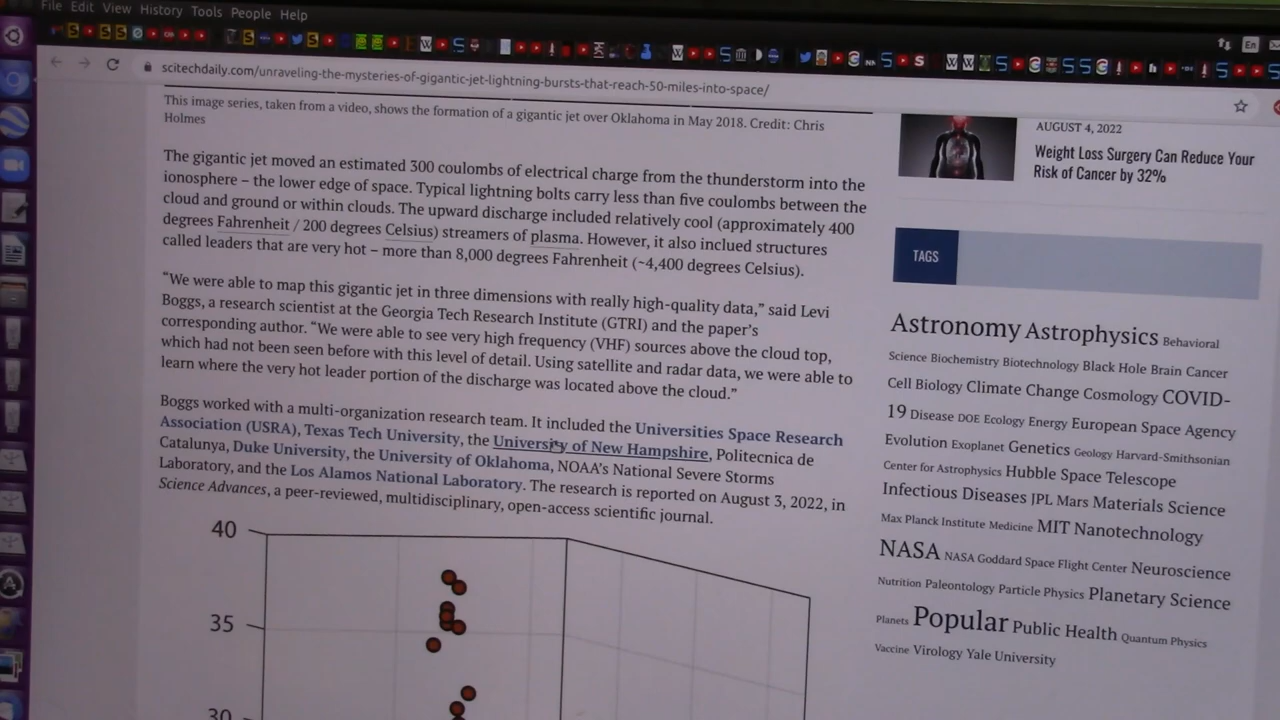 File Edit View History Tools People Help
En
scitechdaily.com/unraveling-the-mysteries-of-gigantic-jet-lightning-bursts-that-reach-50-miles-into-space/
This image series, taken from a video, shows the formation of a gigantic jet over Oklahoma in May 2018. Credit: Chris
Holmes
The gigantic jet moved an estimated 300 coulombs of electrical charge from the thunderstorm into the
ionosphere – the lower edge of space. Typical lightning bolts carry less than five coulombs between the
cloud and ground or within clouds. The upward discharge included relatively cool (approximately 400
degrees Fahrenheit / 200 degrees Celsius) streamers of plasma. However, it also inclued structures
called leaders that are very hot – more than 8,000 degrees Fahrenheit (~4,400 degrees Celsius).
“We were able to map this gigantic jet in three dimensions with really high-quality data,” said Levi
Boggs, a research scientist at the Georgia Tech Research Institute (GTRI) and the paper’s
corresponding author. “We were able to see very high frequency (VHF) sources above the cloud top,
which had not been seen before with this level of detail. Using satellite and radar data, we were able to
learn where the very hot leader portion of the discharge was located above the cloud.”
Boggs worked with a multi-organization research team. It included the Universities Space Research
Association (USRA), Texas Tech University, the University of New Hampshire, Politecnica de
Catalunya, Duke University, the University of Oklahoma, NOAA’s National Severe Storms
Laboratory, and the Los Alamos National Laboratory. The research is reported on August 3, 2022, in
Science Advances, a peer-reviewed, multidisciplinary, open-access scientific journal.
40
35
30
AUGUST 4, 2022
Weight Loss Surgery Can Reduce Your
Risk of Cancer by 32%
TAGS
Astronomy Astrophysics Behavioral
Science Biochemistry Biotechnology Black Hole Brain Cancer
Cell Biology Climate Change Cosmology COVID-
19 Disease DOE Ecology Energy European Space Agency
Evolution Exoplanet Genetics Geology Harvard-Smithsonian
Center for Astrophysics Hubble Space Telescope
Infectious Diseases JPL Mars Materials Science
Max Planck Institute Medicine MIT Nanotechnology
NASA NASA Goddard Space Flight Center Neuroscience
Nutrition Paleontology Particle Physics Planetary Science
Planets Popular Public Health Quantum Physics
Vaccine Virology Yale University